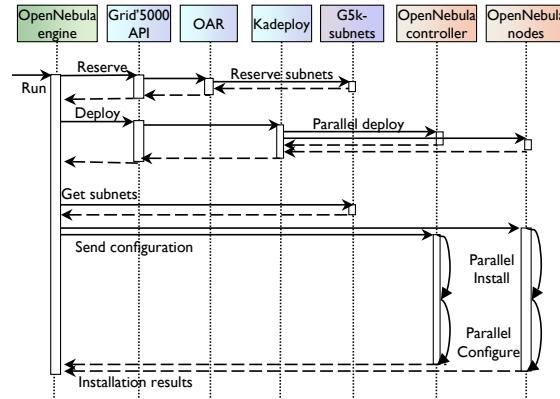 OpenNebula
engine
Grid'5000
API
OAR
Kadeploy
G5k-
subnets
OpenNebula
controller
OpenNebula
nodes
Reserve
Reserve subnets
Run
Deploy
Parallel deploy
Get subnets
Send configuration
Parallel
Install
Parallel
Configure
Installation results